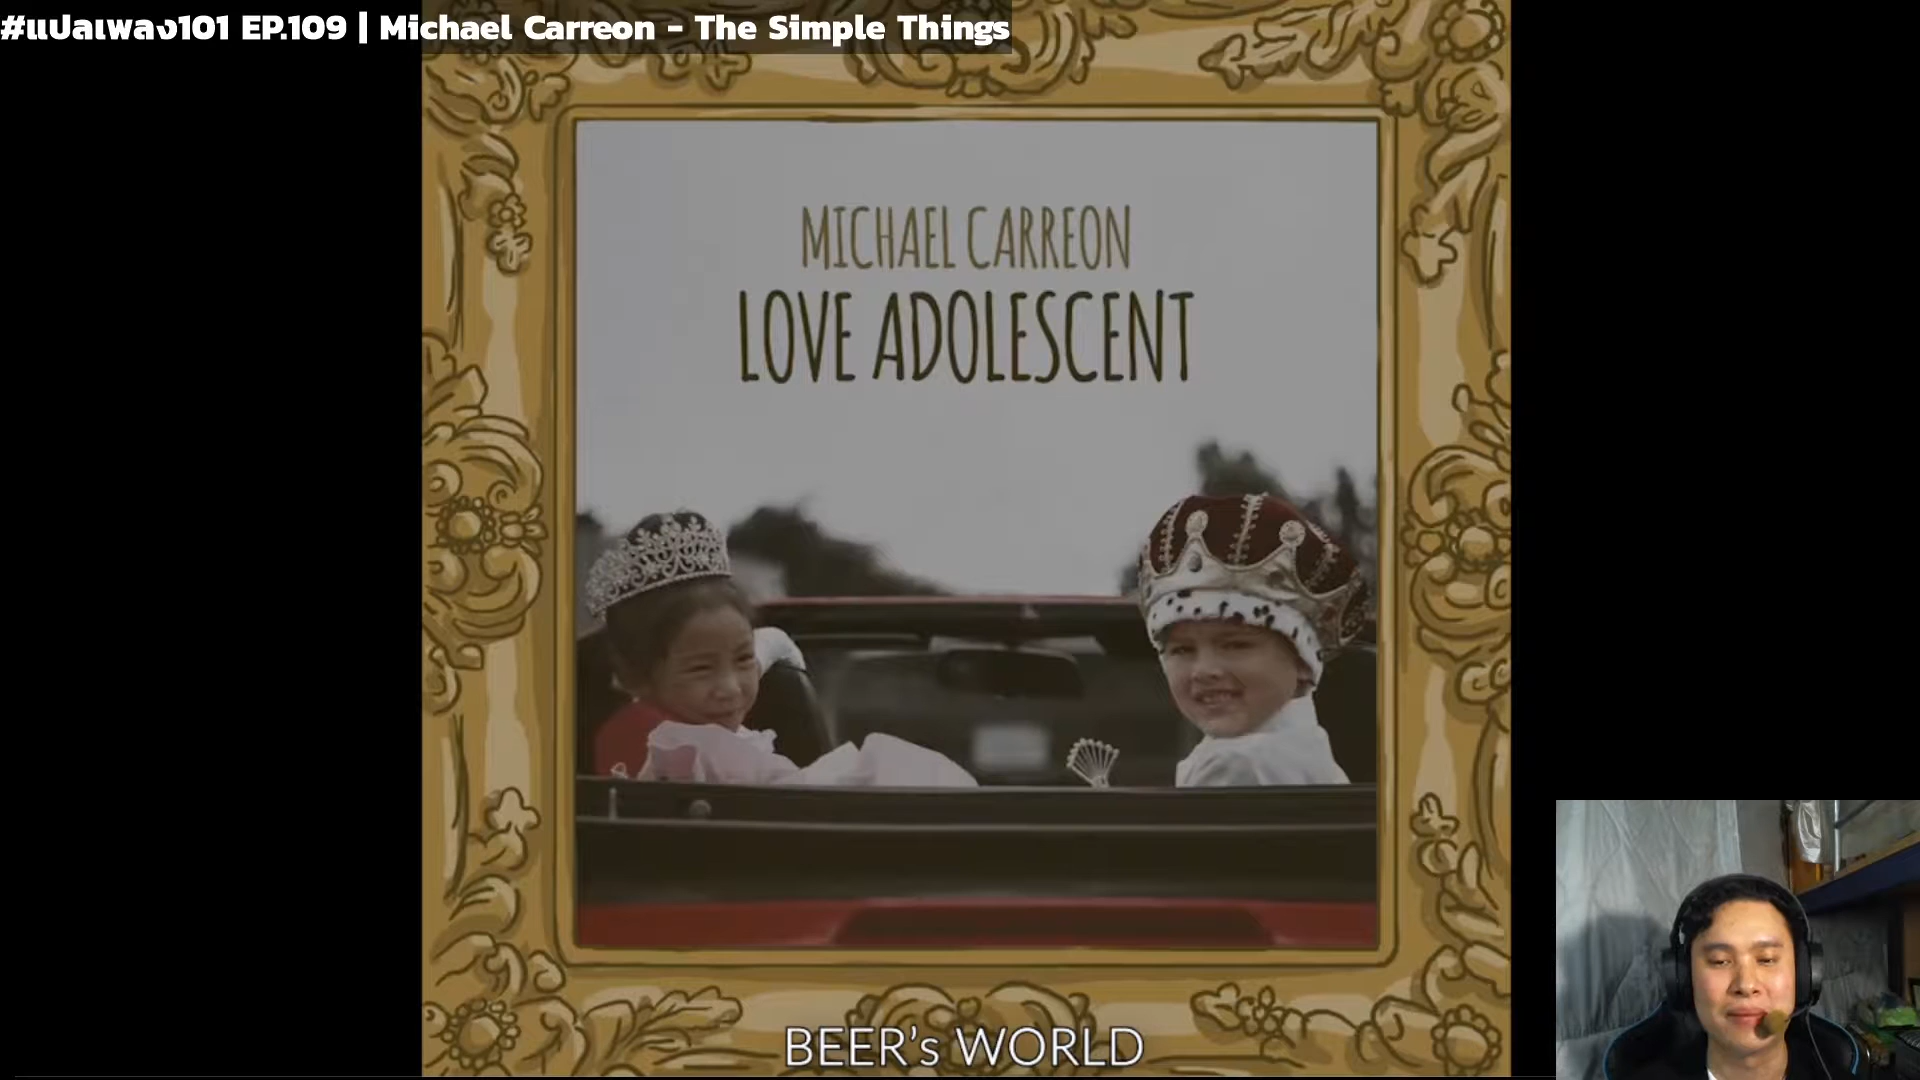 #แปลเพลง101 EP.109 | Michael Carreon - The Simple Things
MICHAEL CARREON
LOVE ADOLESCENT
BEER's WORLD